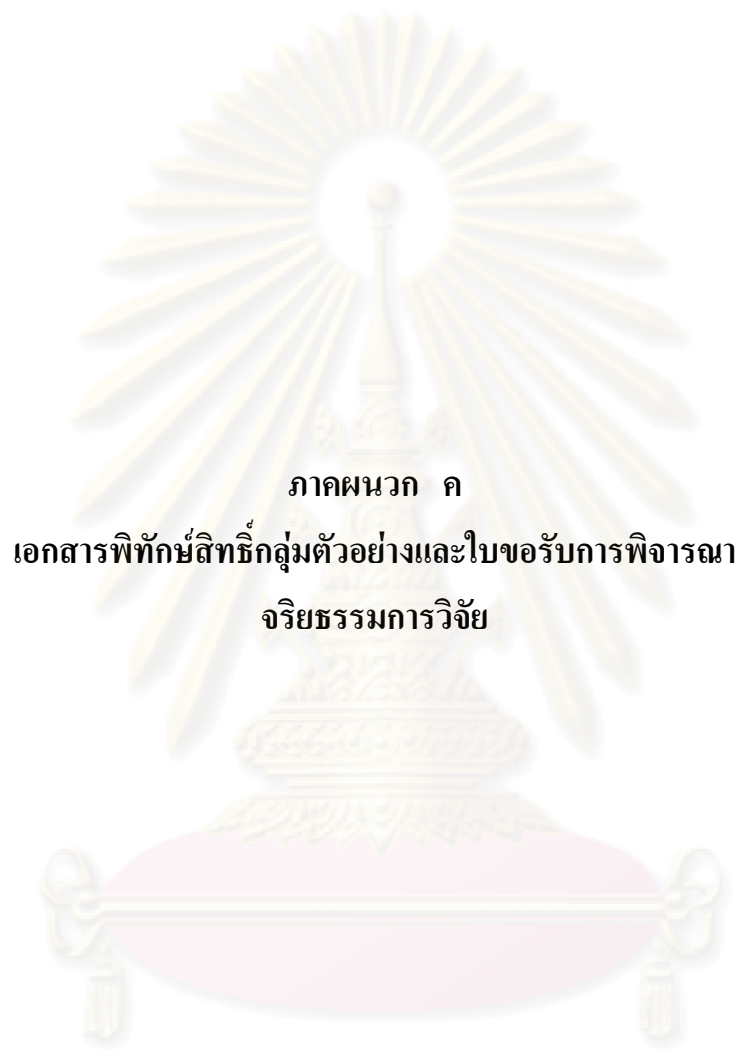 ภาคผนวก ค
เอกสารพิทักษ์สิทธิ์กลุ่มตัวอย่างและใบขอรับการพิจารณา
จริยธรรมการวิจัย